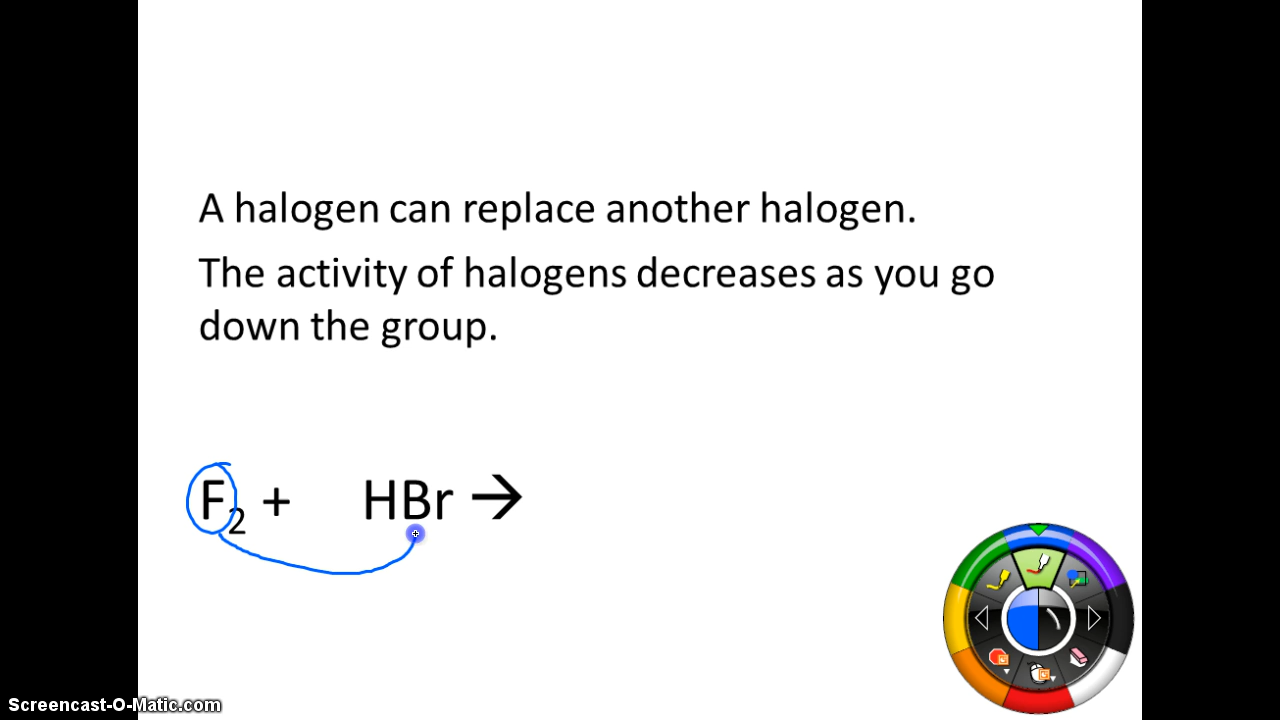 A halogen can replace another halogen.
The activity of halogens decreases as you go
down the group.
F₂ + HBr →
Screencast-O-Matic.com